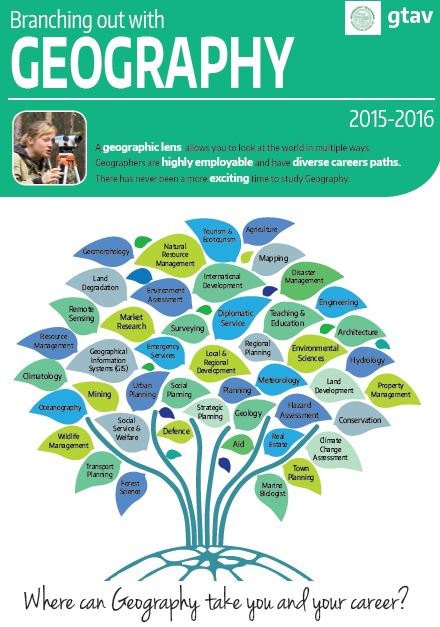 Branching out with
gtav
GEOGRAPHY
2015-2016
A geographic lens allows you to look at the world in multiple ways.
Geographers are highly employable and have diverse careers paths.
There has never been a more exciting time to study Geography.
Tourism &
Ecotourism
Agriculture
Geomorphology
Natural
Resource
Management
Mapping
Land
Degradation
Environment
Assessment
International
Development
Disaster
Management
Engineering
Remote
Sensing
Market
Research
Surveying
Diplomatic
Service
Teaching &
Education
Architecture
Resource
Management
Geographical
Information
Systems (GIS)
Emergency
Services
Local &
Regional
Development
Regional
Planning
Environmental
Sciences
Hydrology
Climatology
Mining
Urban
Planning
Social
Planning
Planning
Meteorology
Land
Development
Property
Management
Oceanography
Social
Service &
Welfare
Defence
Strategic
Planning
Geology
Hazard
Assessment
Conservation
Wildlife
Management
Aid
Real
Estate
Climate
Change
Assessment
Transport
Planning
Forest
Science
Marine
Biologist
Town
Planning
Where can Geography take you and your career?